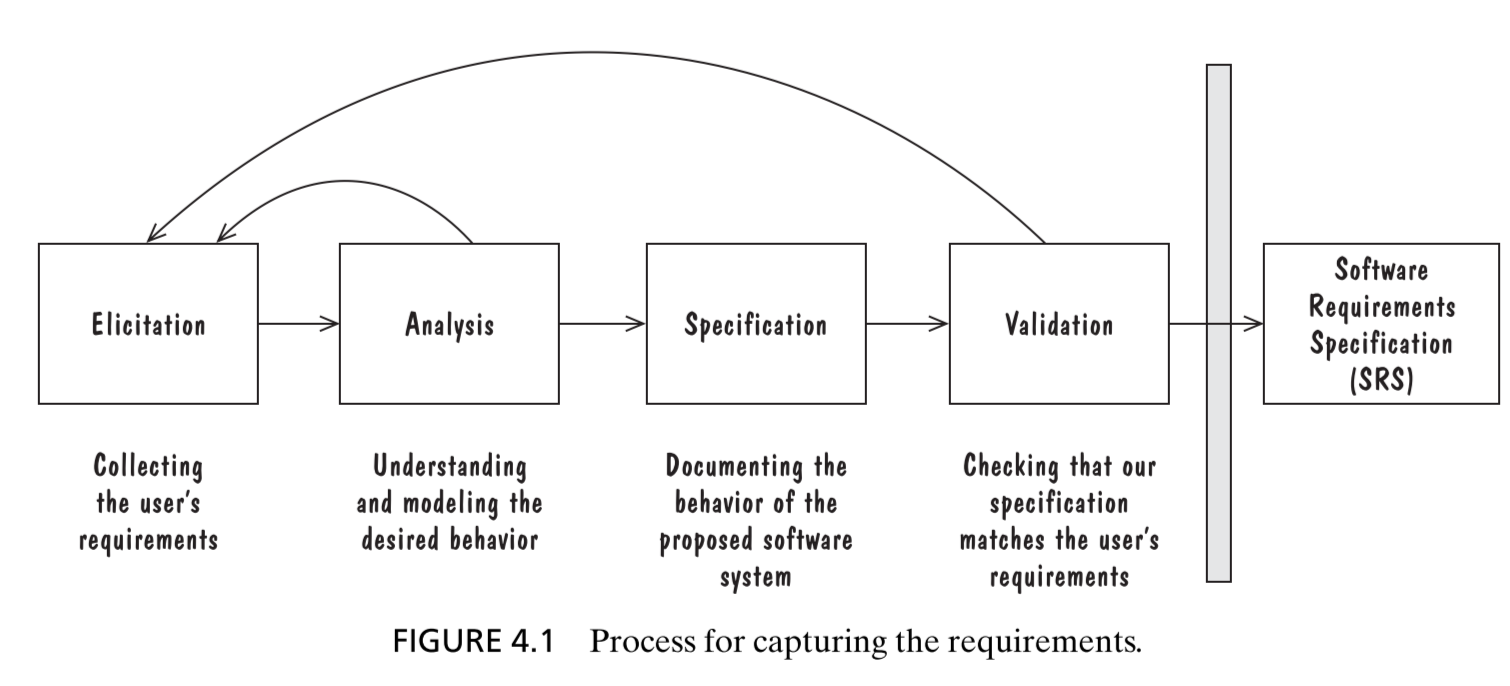 Elicitation
Analysis
Specification
Validation
Software
Requirements
Specification
(SRS)
Collecting
the user's
requirements
Understanding
and modeling the
desired behavior
Documenting the
behavior of the
proposed software
system
Checking that our
specification
matches the user's
requirements
FIGURE 4.1 Process for capturing the requirements.